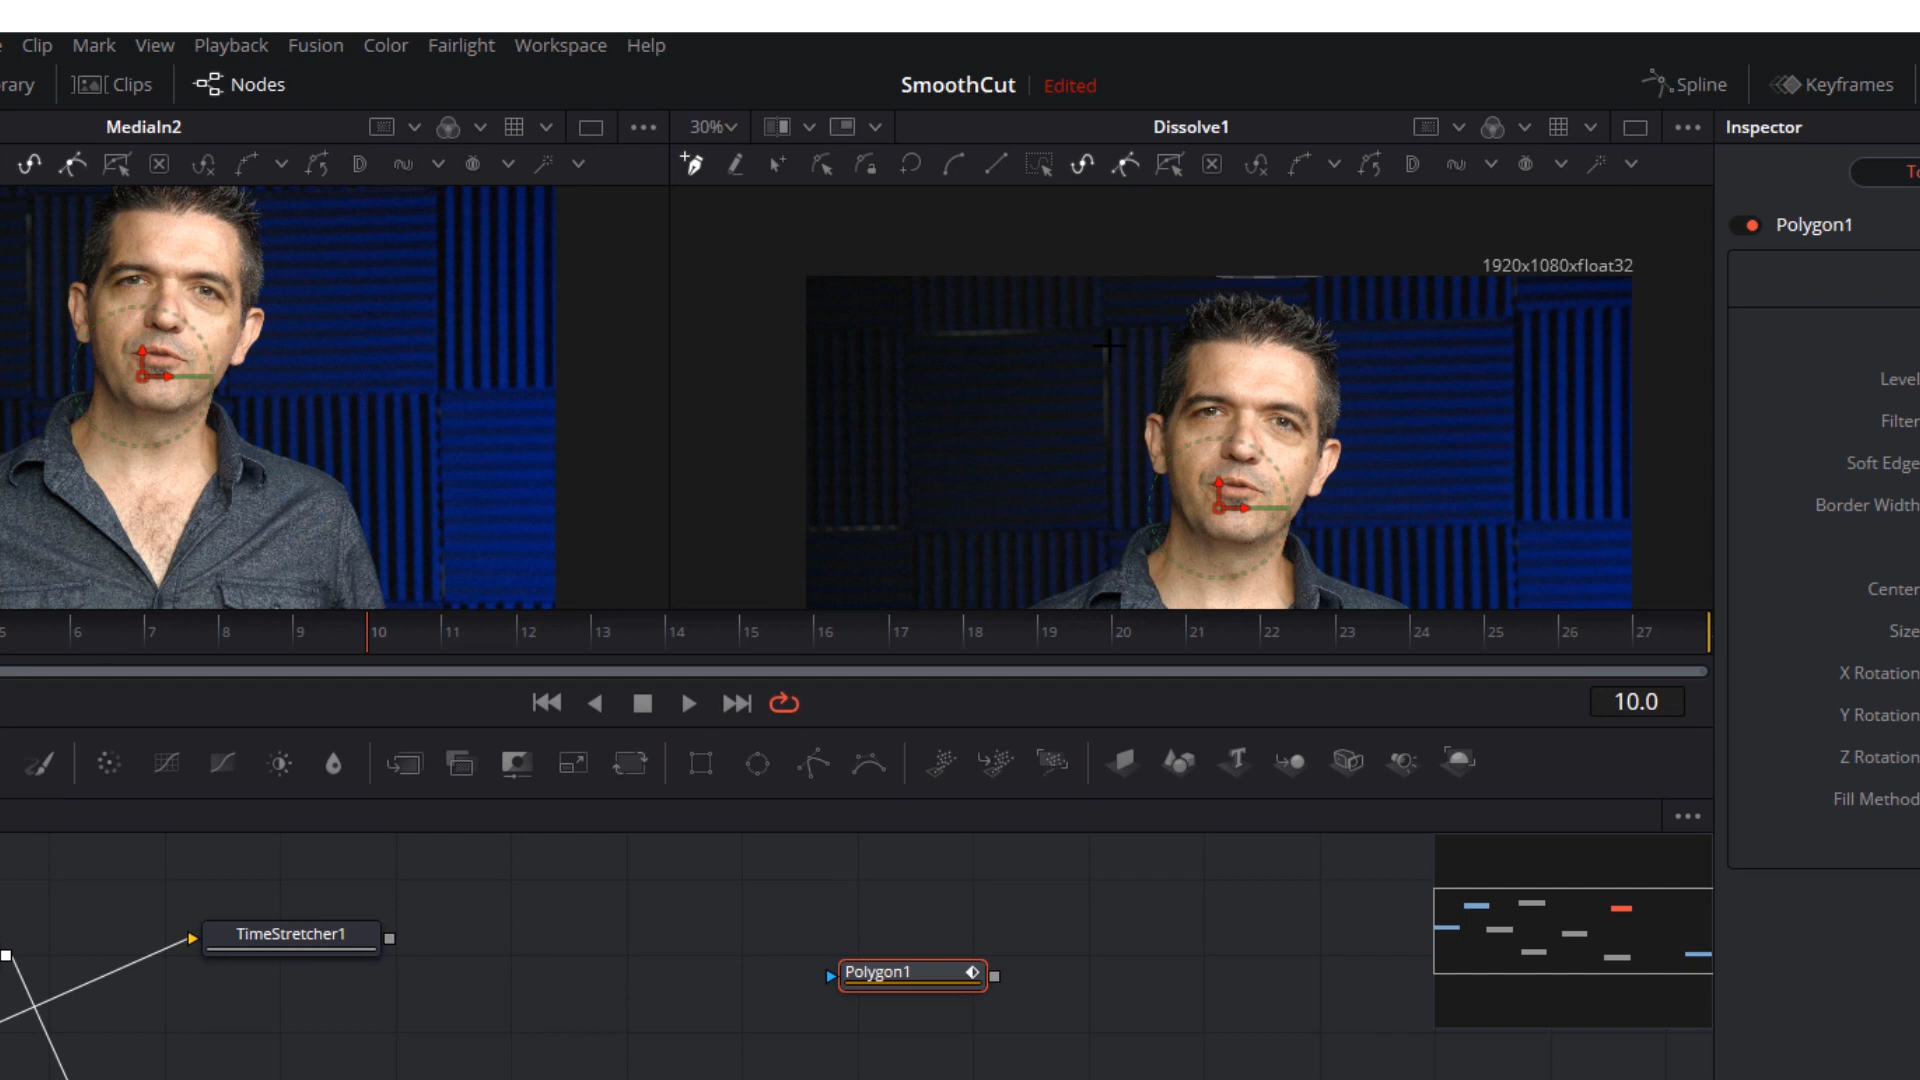 Clip Mark View Playback Fusion Color Fairlight Workspace Help
rary Clips Nodes SmoothCut Edited Spline Keyframes
MediaIn2 30% Dissolve1 Inspector
Polygon1
1920x1080xfloat32
Level
Filter
Soft Edge
Border Width
Center
Size
X Rotation
Y Rotation
Z Rotation
Fill Method
5 6 7 8 9 10 11 12 13 14 15 16 17 18 19 20 21 22 23 24 25 26 27
10.0
TimeStretcher1
Polygon1